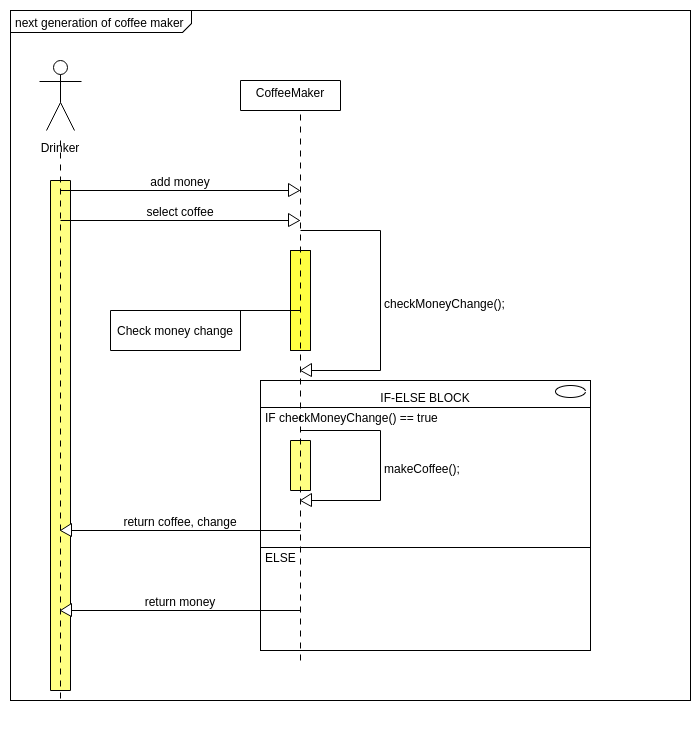 next generation of coffee maker
CoffeeMaker
Drinker
add money
select coffee
checkMoneyChange();
Check money change
IF-ELSE BLOCK
IF checkMoneyChange() == true
makeCoffee();
return coffee, change
ELSE
return money